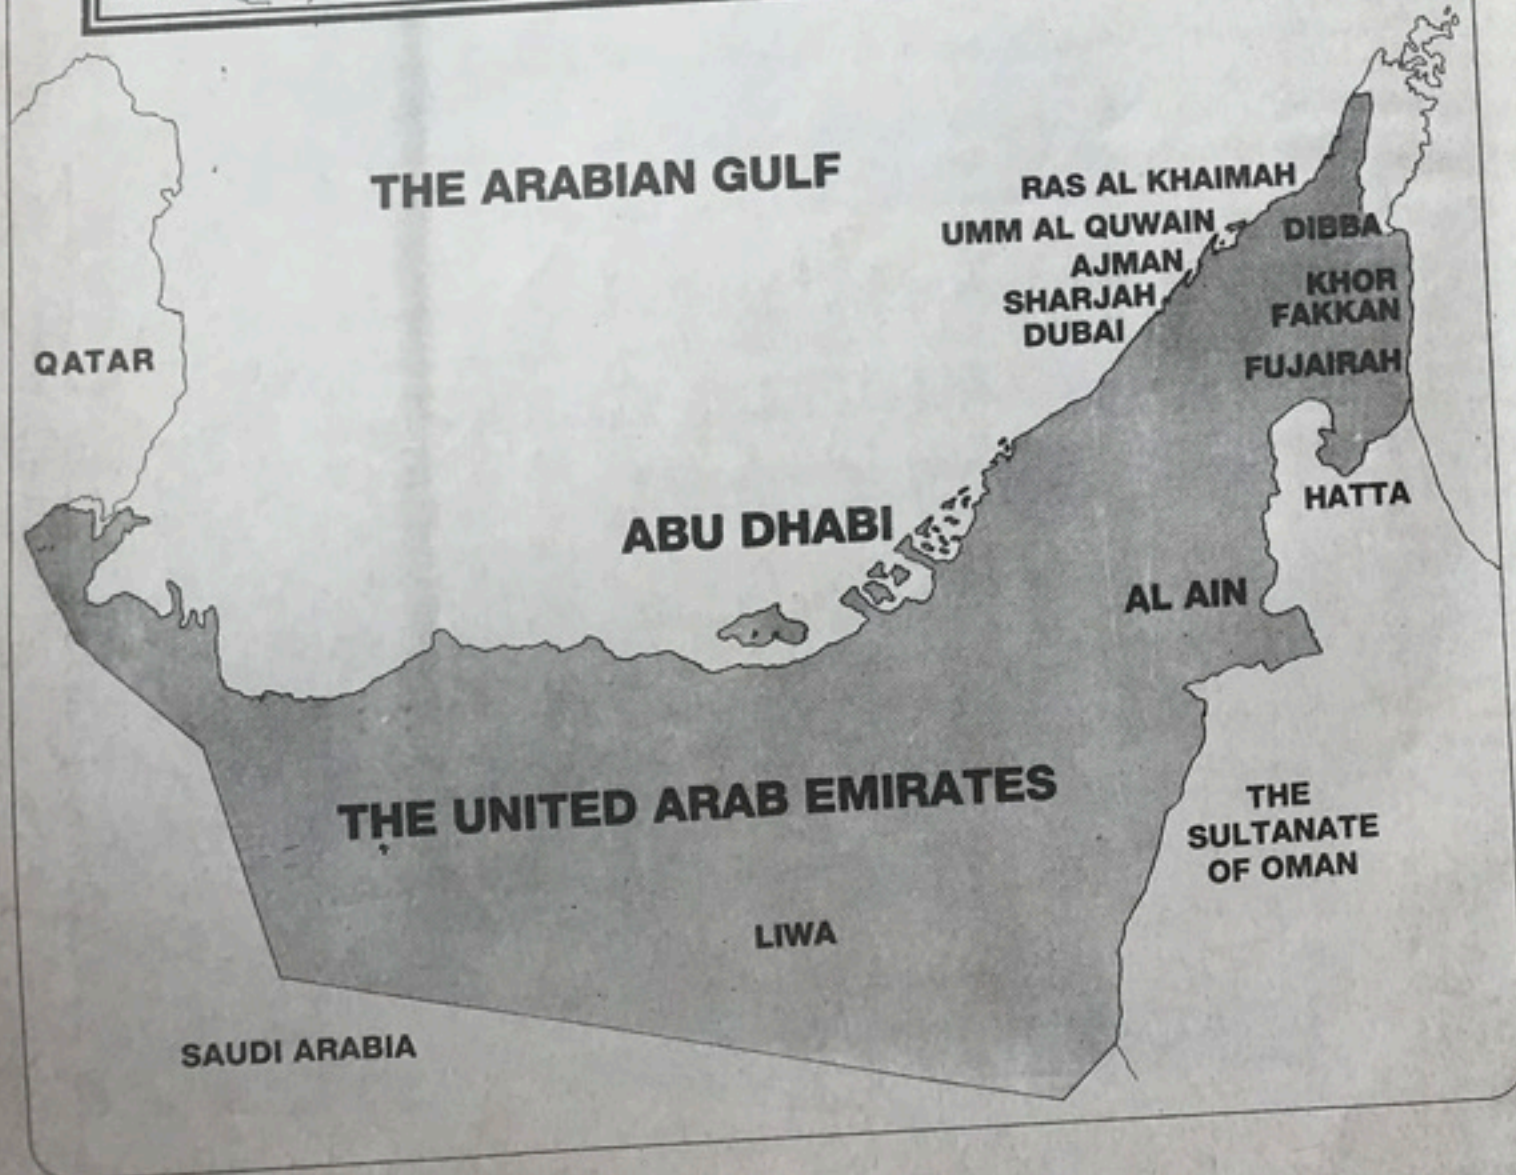 THE ARABIAN GULF
RAS AL KHAIMAH
UMM AL QUWAIN
DIBBA
AJMAN
KHOR
FAKKAN
SHARJAH
DUBAI
QATAR
FUJAIRAH
HATTA
ABU DHABI
AL AIN
THE UNITED ARAB EMIRATES
THE
SULTANATE
OF OMAN
LIWA
SAUDI ARABIA